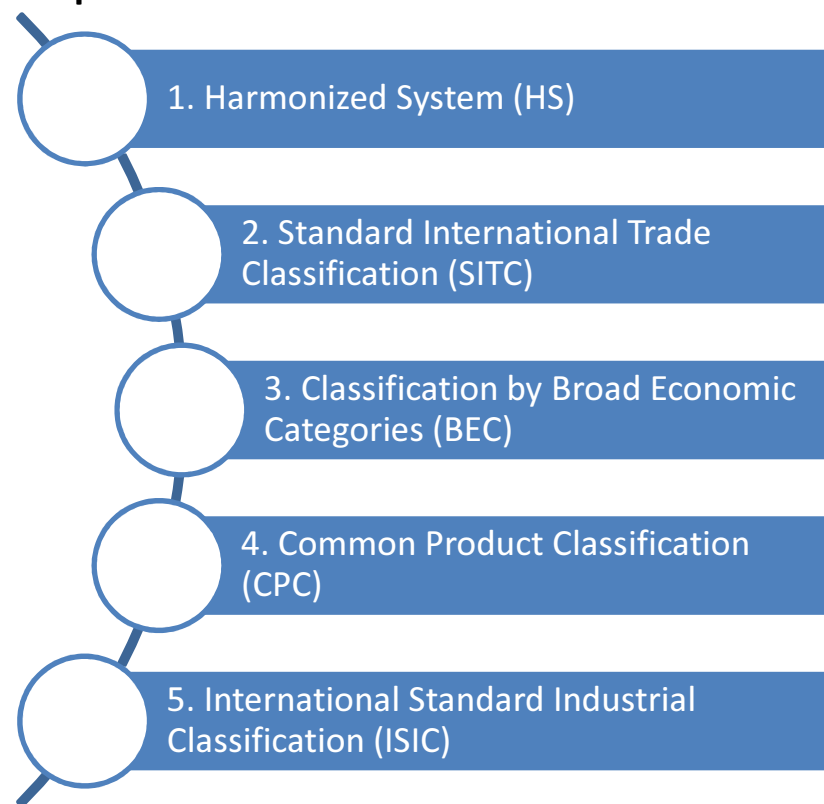 1. Harmonized System (HS)
2. Standard International Trade
Classification (SITC)
3. Classification by Broad Economic
Categories (BEC)
4. Common Product Classification
(CPC)
5. International Standard Industrial
Classification (ISIC)